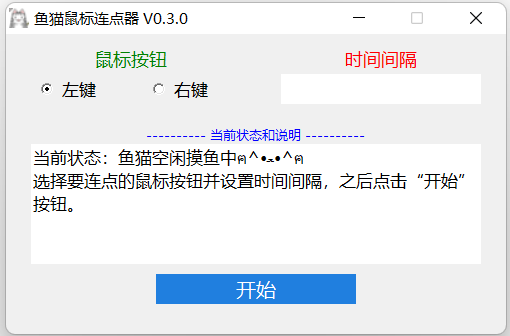 鱼猫鼠标连点器 V0.3.0
鼠标按钮 时间间隔
左键 右键
---------- 当前状态和说明 ----------
当前状态：鱼猫空闲摸鱼中ฅ^•ﻌ•^ฅ
选择要连点的鼠标按钮并设置时间间隔，之后点击“开始”
按钮。
开始